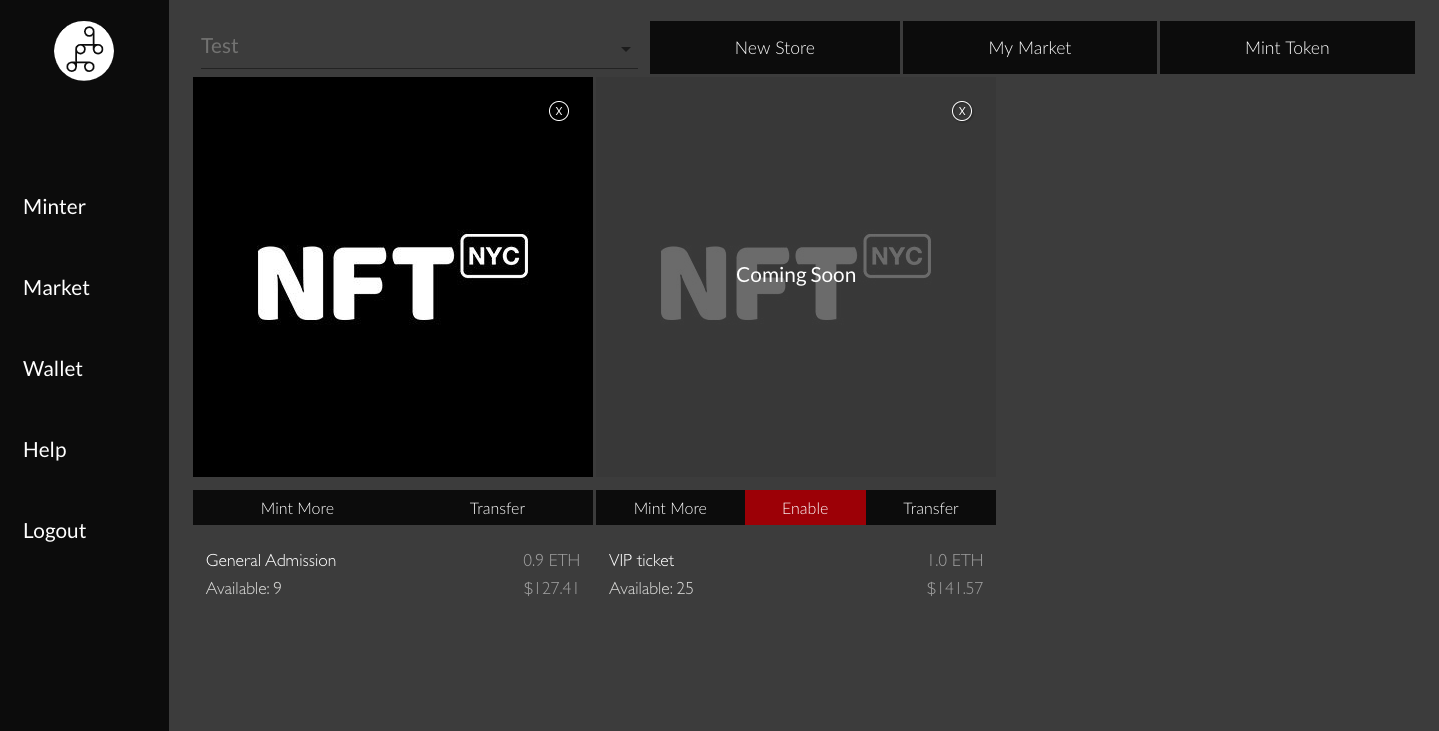 Test
New Store
My Market
Mint Token
Minter
Market
Wallet
Help
Logout
X
NFT NYC
Mint More
Transfer
General Admission
0.9 ETH
Available: 9
$127.41
X
NFT NYC
Coming Soon
Mint More
Enable
Transfer
VIP ticket
1.0 ETH
Available: 25
$141.57